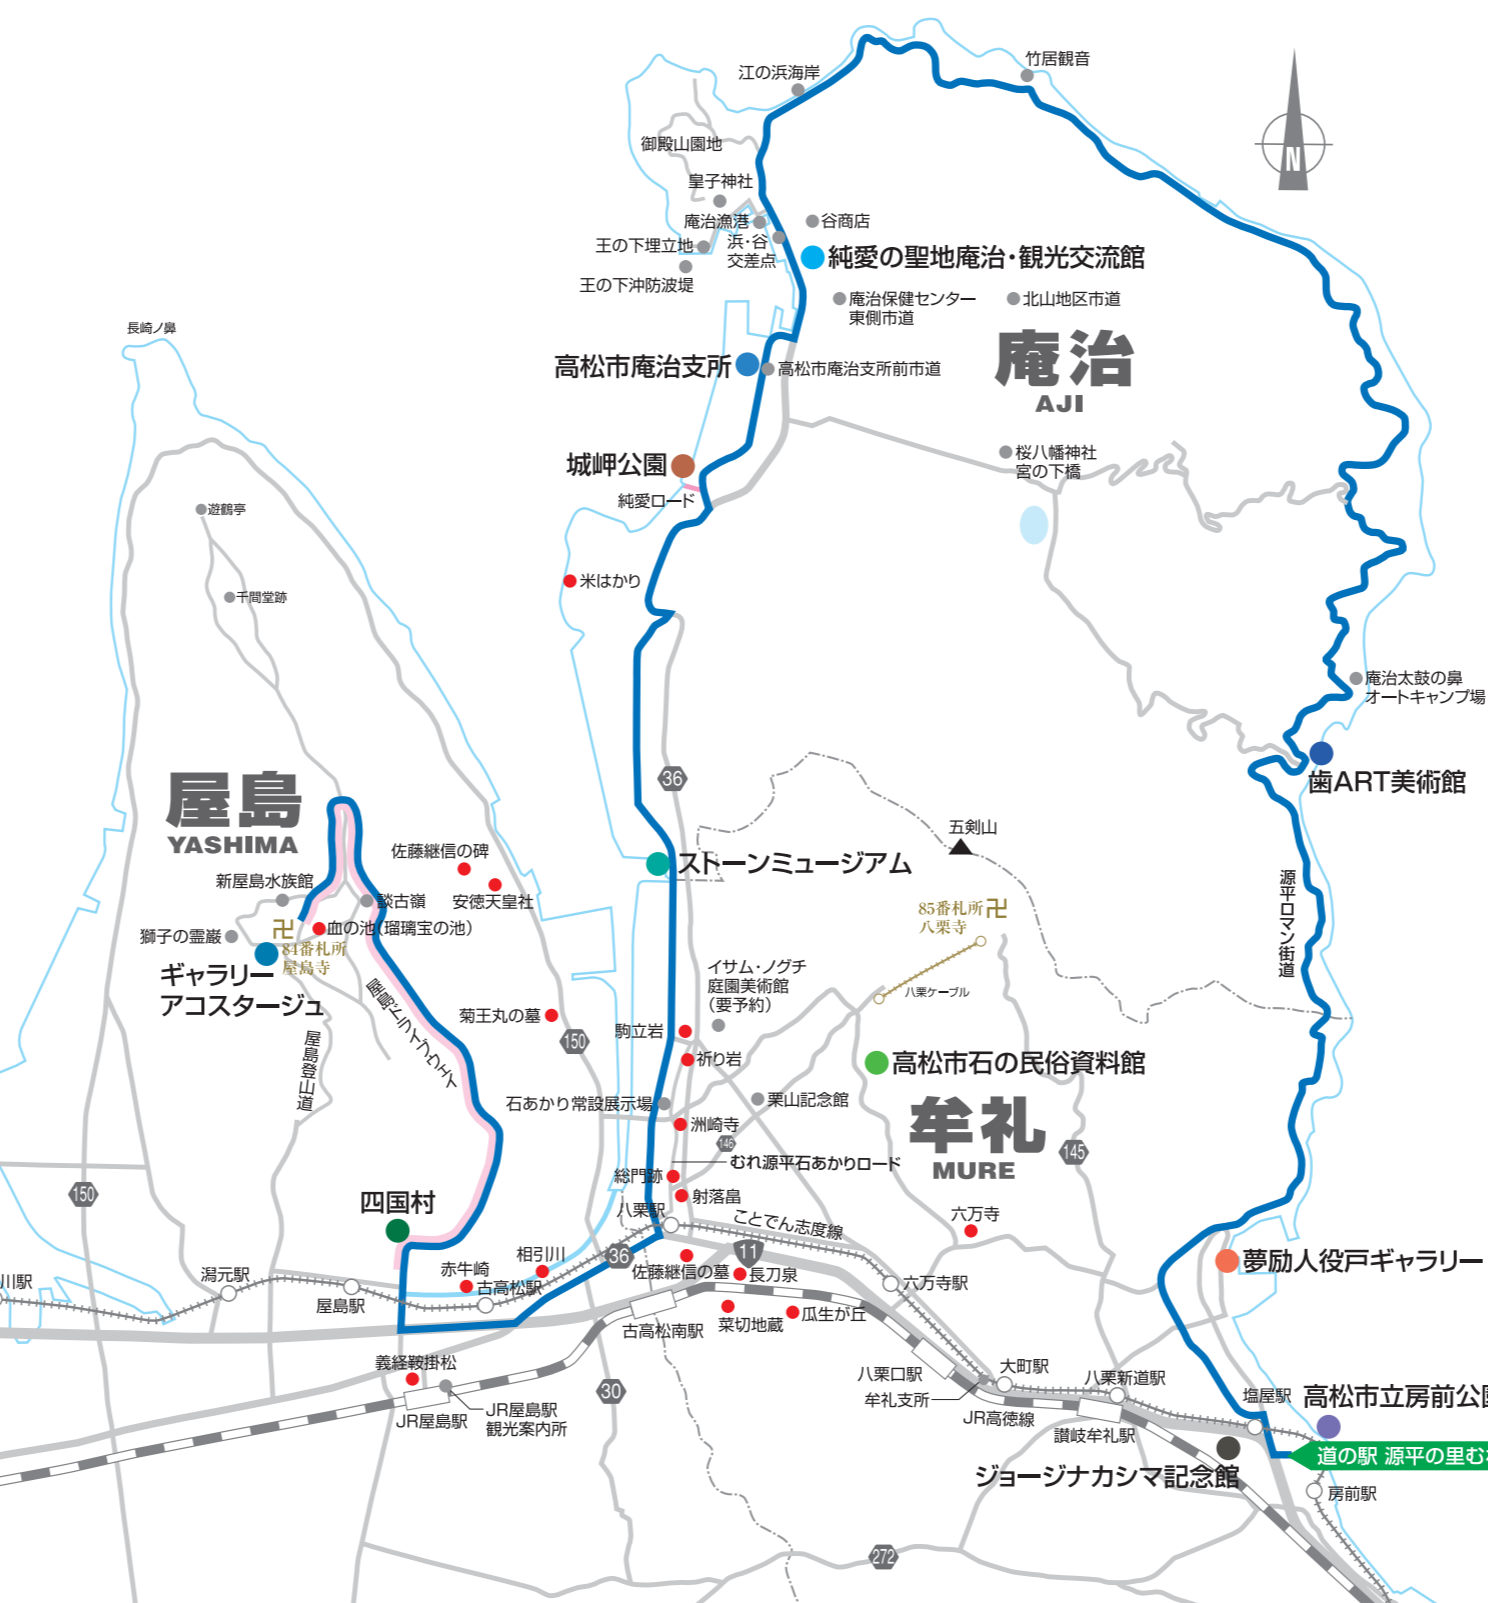 竹居観音
江の浜海岸
N
御殿山園地
皇子神社
庵治漁港
谷商店
浜・谷
交差点
王の下埋立地
王の下沖防波堤
純愛の聖地庵治・観光交流館
庵治保健センター
東側市道
北山地区市道
庵治
AJI
長崎ノ鼻
高松市庵治支所
高松市庵治支所前市道
城岬公園
純愛ロード
桜八幡神社
宮の下橋
遊鶴亭
米はかり
千間堂跡
庵治太鼓の鼻
オートキャンプ場
36
歯ART美術館
屋島
YASHIMA
五剣山
佐藤継信の碑
安徳天皇社
ストーンミュージアム
新屋島水族館
談古嶺
源平ロマン街道
85番札所
八栗寺
血の池(瑠璃宝の池)
獅子の霊巌
84番札所
屋島寺
ギャラリー
アコスタージュ
イサム・ノグチ
庭園美術館
(要予約)
八栗ケーブル
屋島ドライブウェイ
屋島登山道
菊王丸の墓
150
駒立岩
祈り岩
高松市石の民俗資料館
石あかり常設展示場
栗山記念館
洲崎寺
146
牟礼
MURE
145
むれ源平石あかりロード
総門跡
射落畠
150
四国村
八栗駅
ことでん志度線
六万寺
36
11
相引川
佐藤継信の墓
長刀泉
夢励人役戸ギャラリー
川駅
潟元駅
屋島駅
赤牛崎
古高松駅
六万寺駅
古高松南駅
菜切地蔵
瓜生が丘
義経鞍掛松
八栗口駅
大町駅
八栗新道駅
牟礼支所
塩屋駅
30
JR屋島駅
JR屋島駅
観光案内所
JR高徳線
讃岐牟礼駅
高松市立房前公園
道の駅 源平の里むれ
ジョージナカシマ記念館
房前駅
272